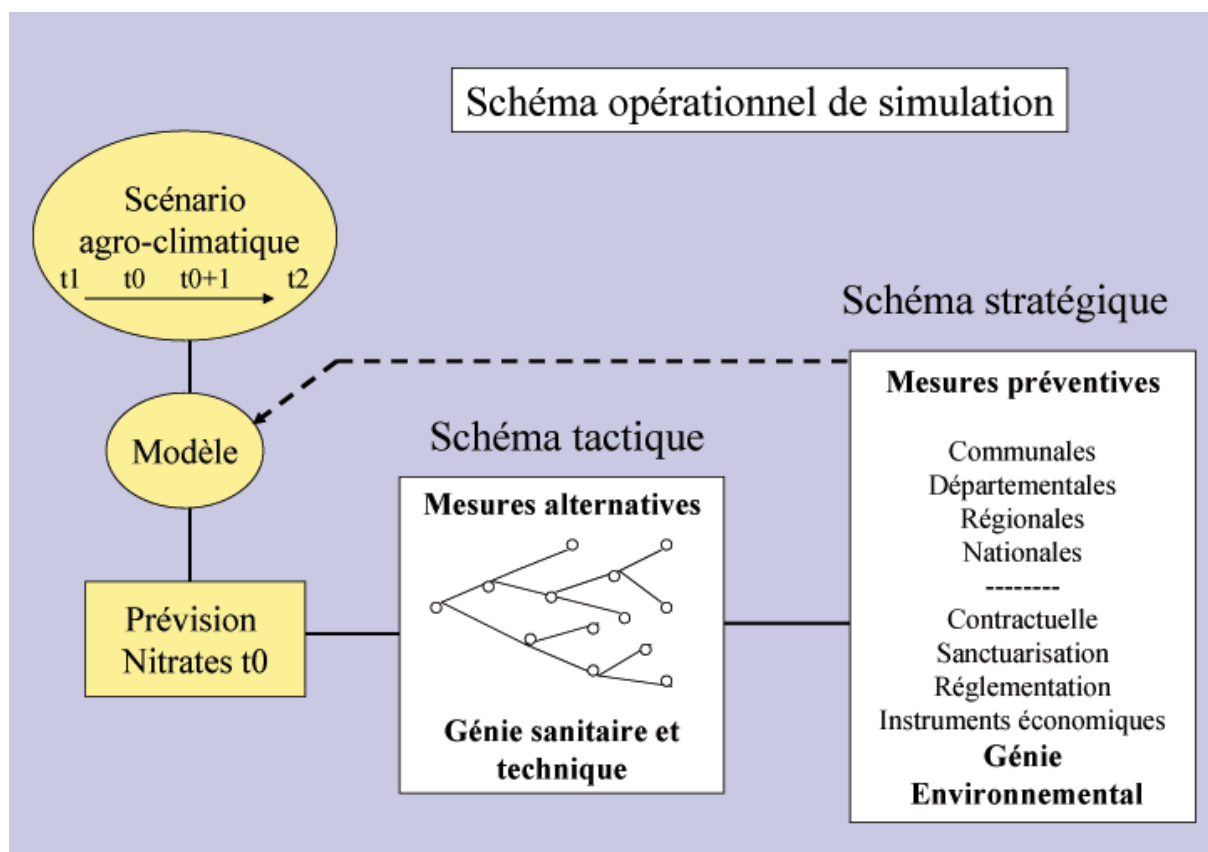 Schéma opérationnel de simulation
Scénario
agro-climatique
t1 t0 t0+1 t2
Modèle
Prévision
Nitrates t0
Schéma tactique
Mesures alternatives
Génie sanitaire et
technique
Schéma stratégique
Mesures préventives
Communales
Départementales
Régionales
Nationales
--------
Contractuelle
Sanctuarisation
Réglementation
Instruments économiques
Génie
Environnemental